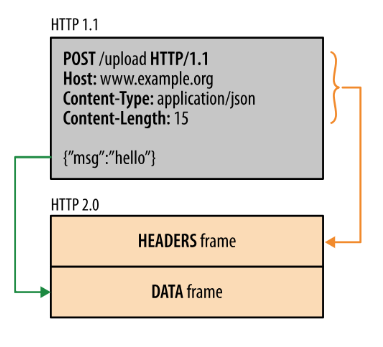 HTTP 1.1
POST /upload HTTP/1.1
Host: www.example.org
Content-Type: application/json
Content-Length: 15
{"msg":"hello"}
HTTP 2.0
HEADERS frame
DATA frame